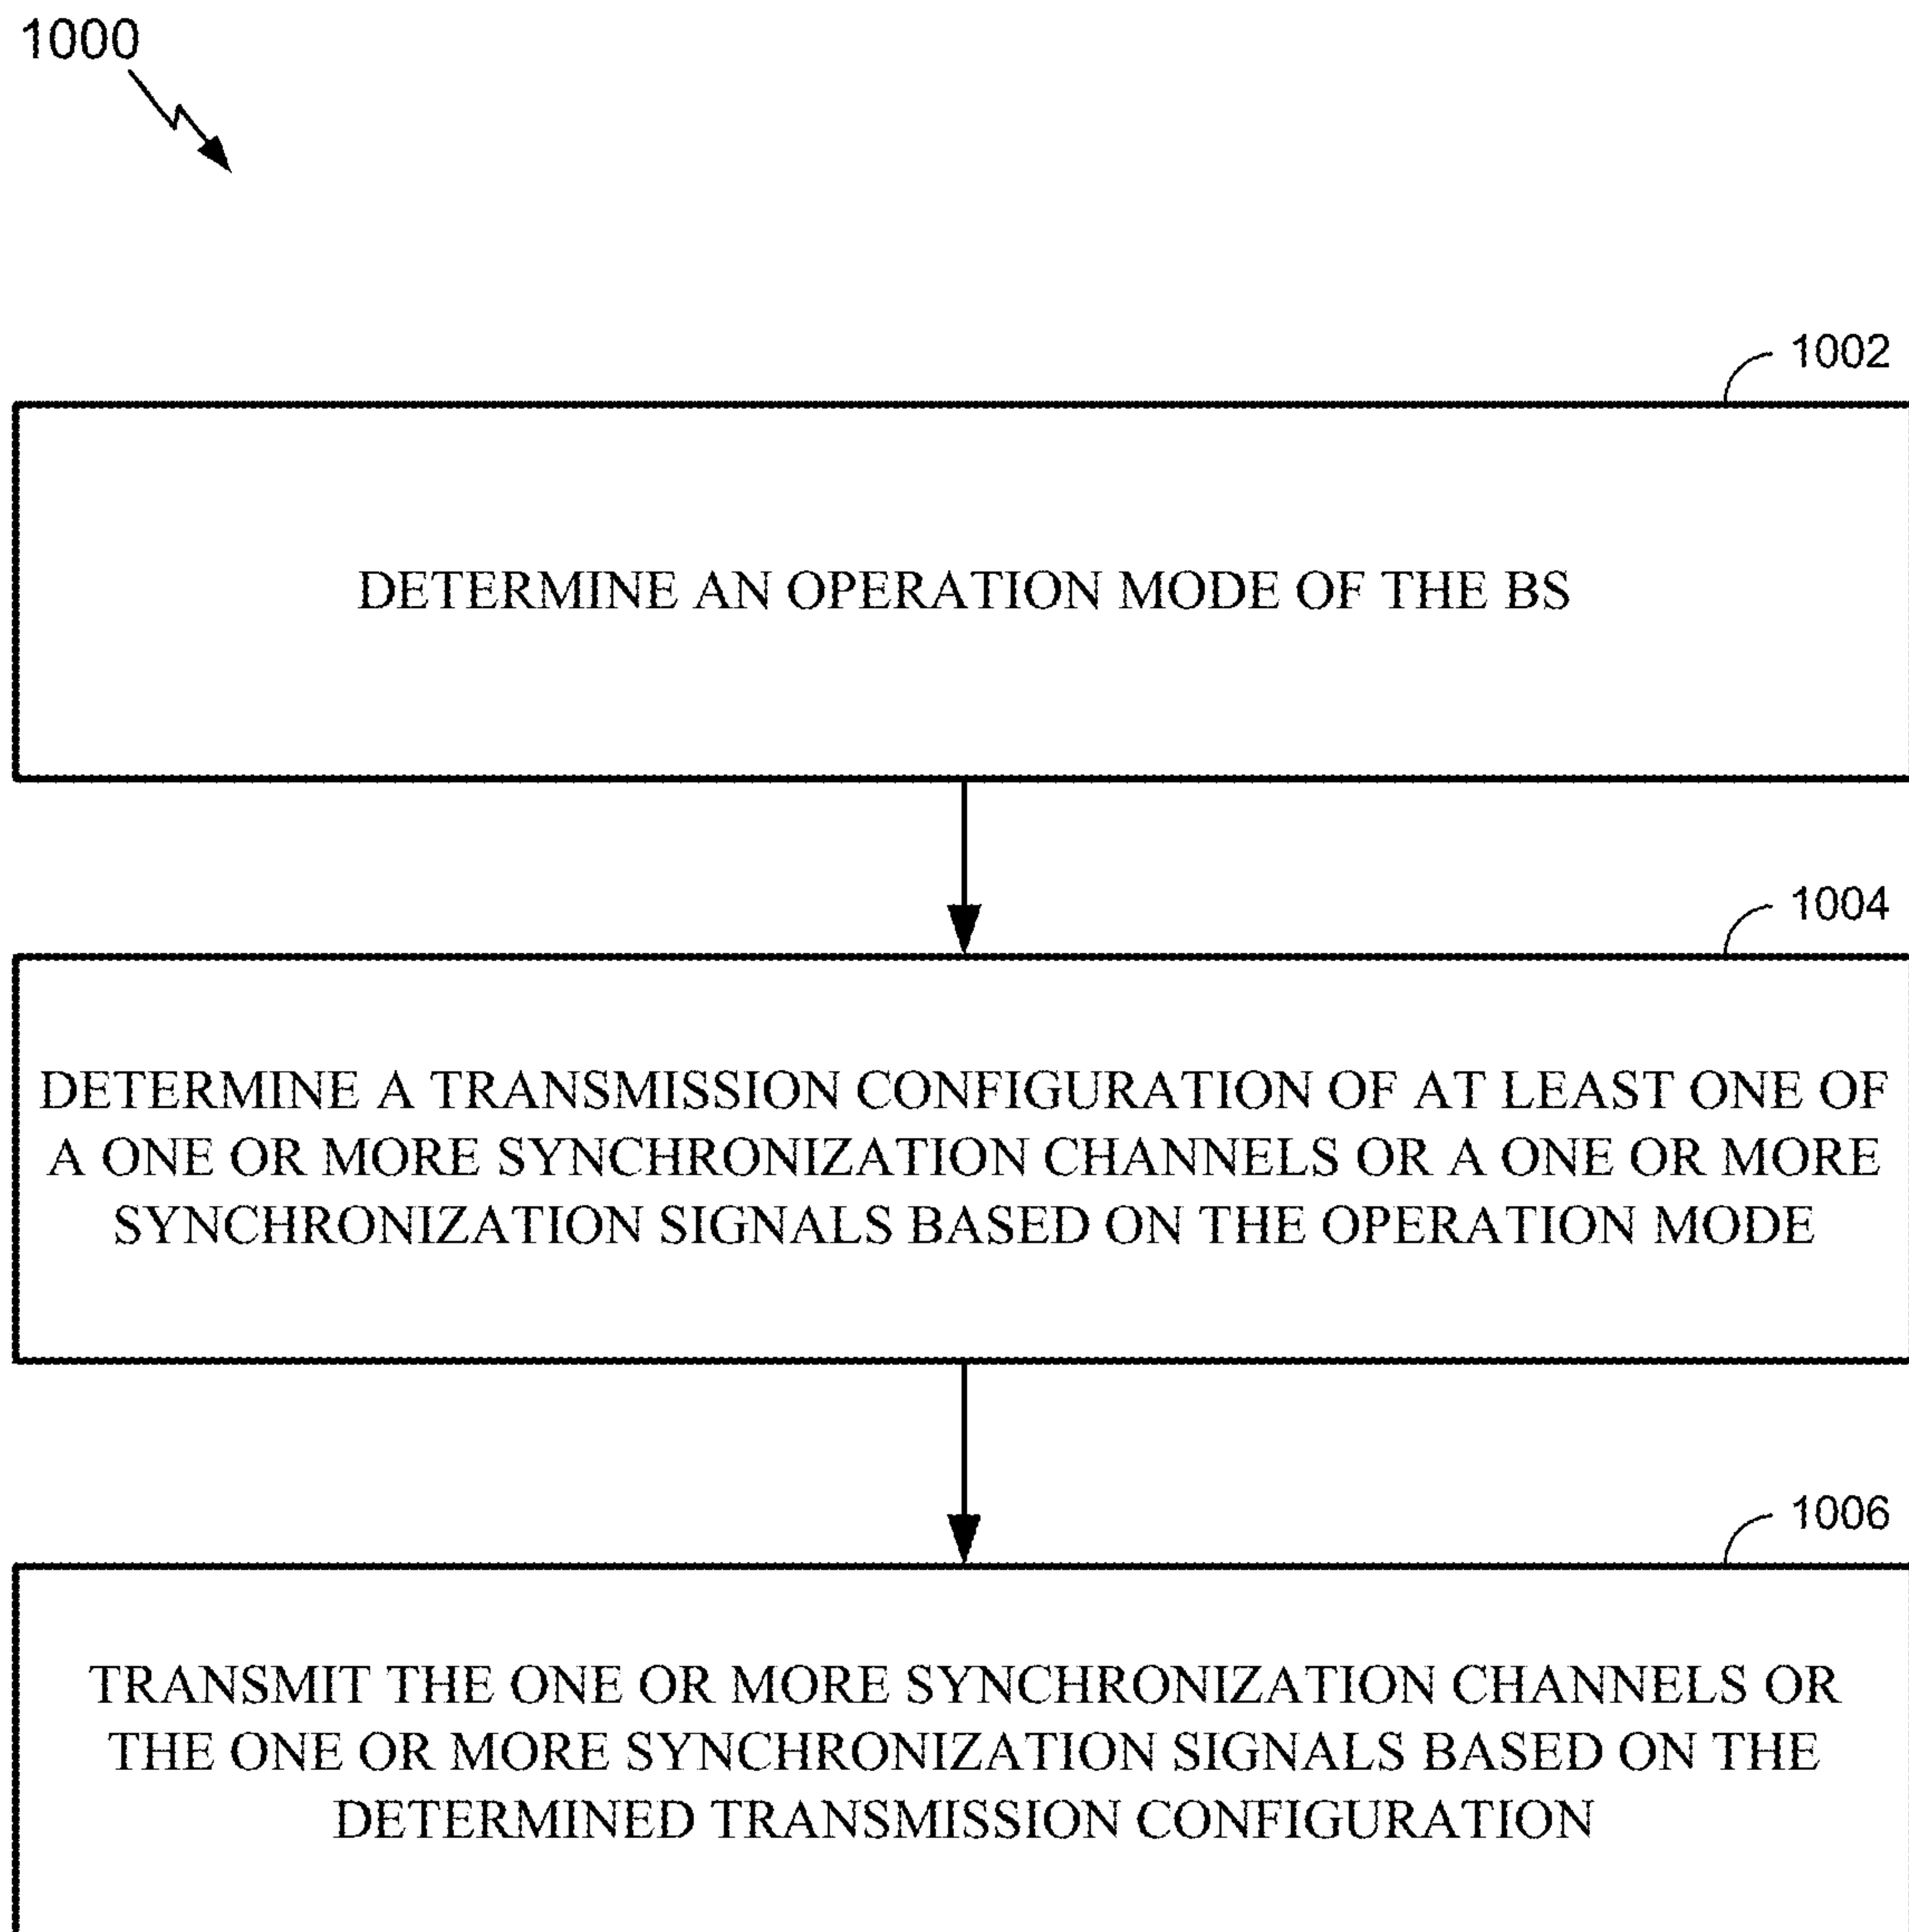 1000
1002
DETERMINE AN OPERATION MODE OF THE BS
1004
DETERMINE A TRANSMISSION CONFIGURATION OF AT LEAST ONE OF
A ONE OR MORE SYNCHRONIZATION CHANNELS OR A ONE OR MORE
SYNCHRONIZATION SIGNALS BASED ON THE OPERATION MODE
1006
TRANSMIT THE ONE OR MORE SYNCHRONIZATION CHANNELS OR
THE ONE OR MORE SYNCHRONIZATION SIGNALS BASED ON THE
DETERMINED TRANSMISSION CONFIGURATION